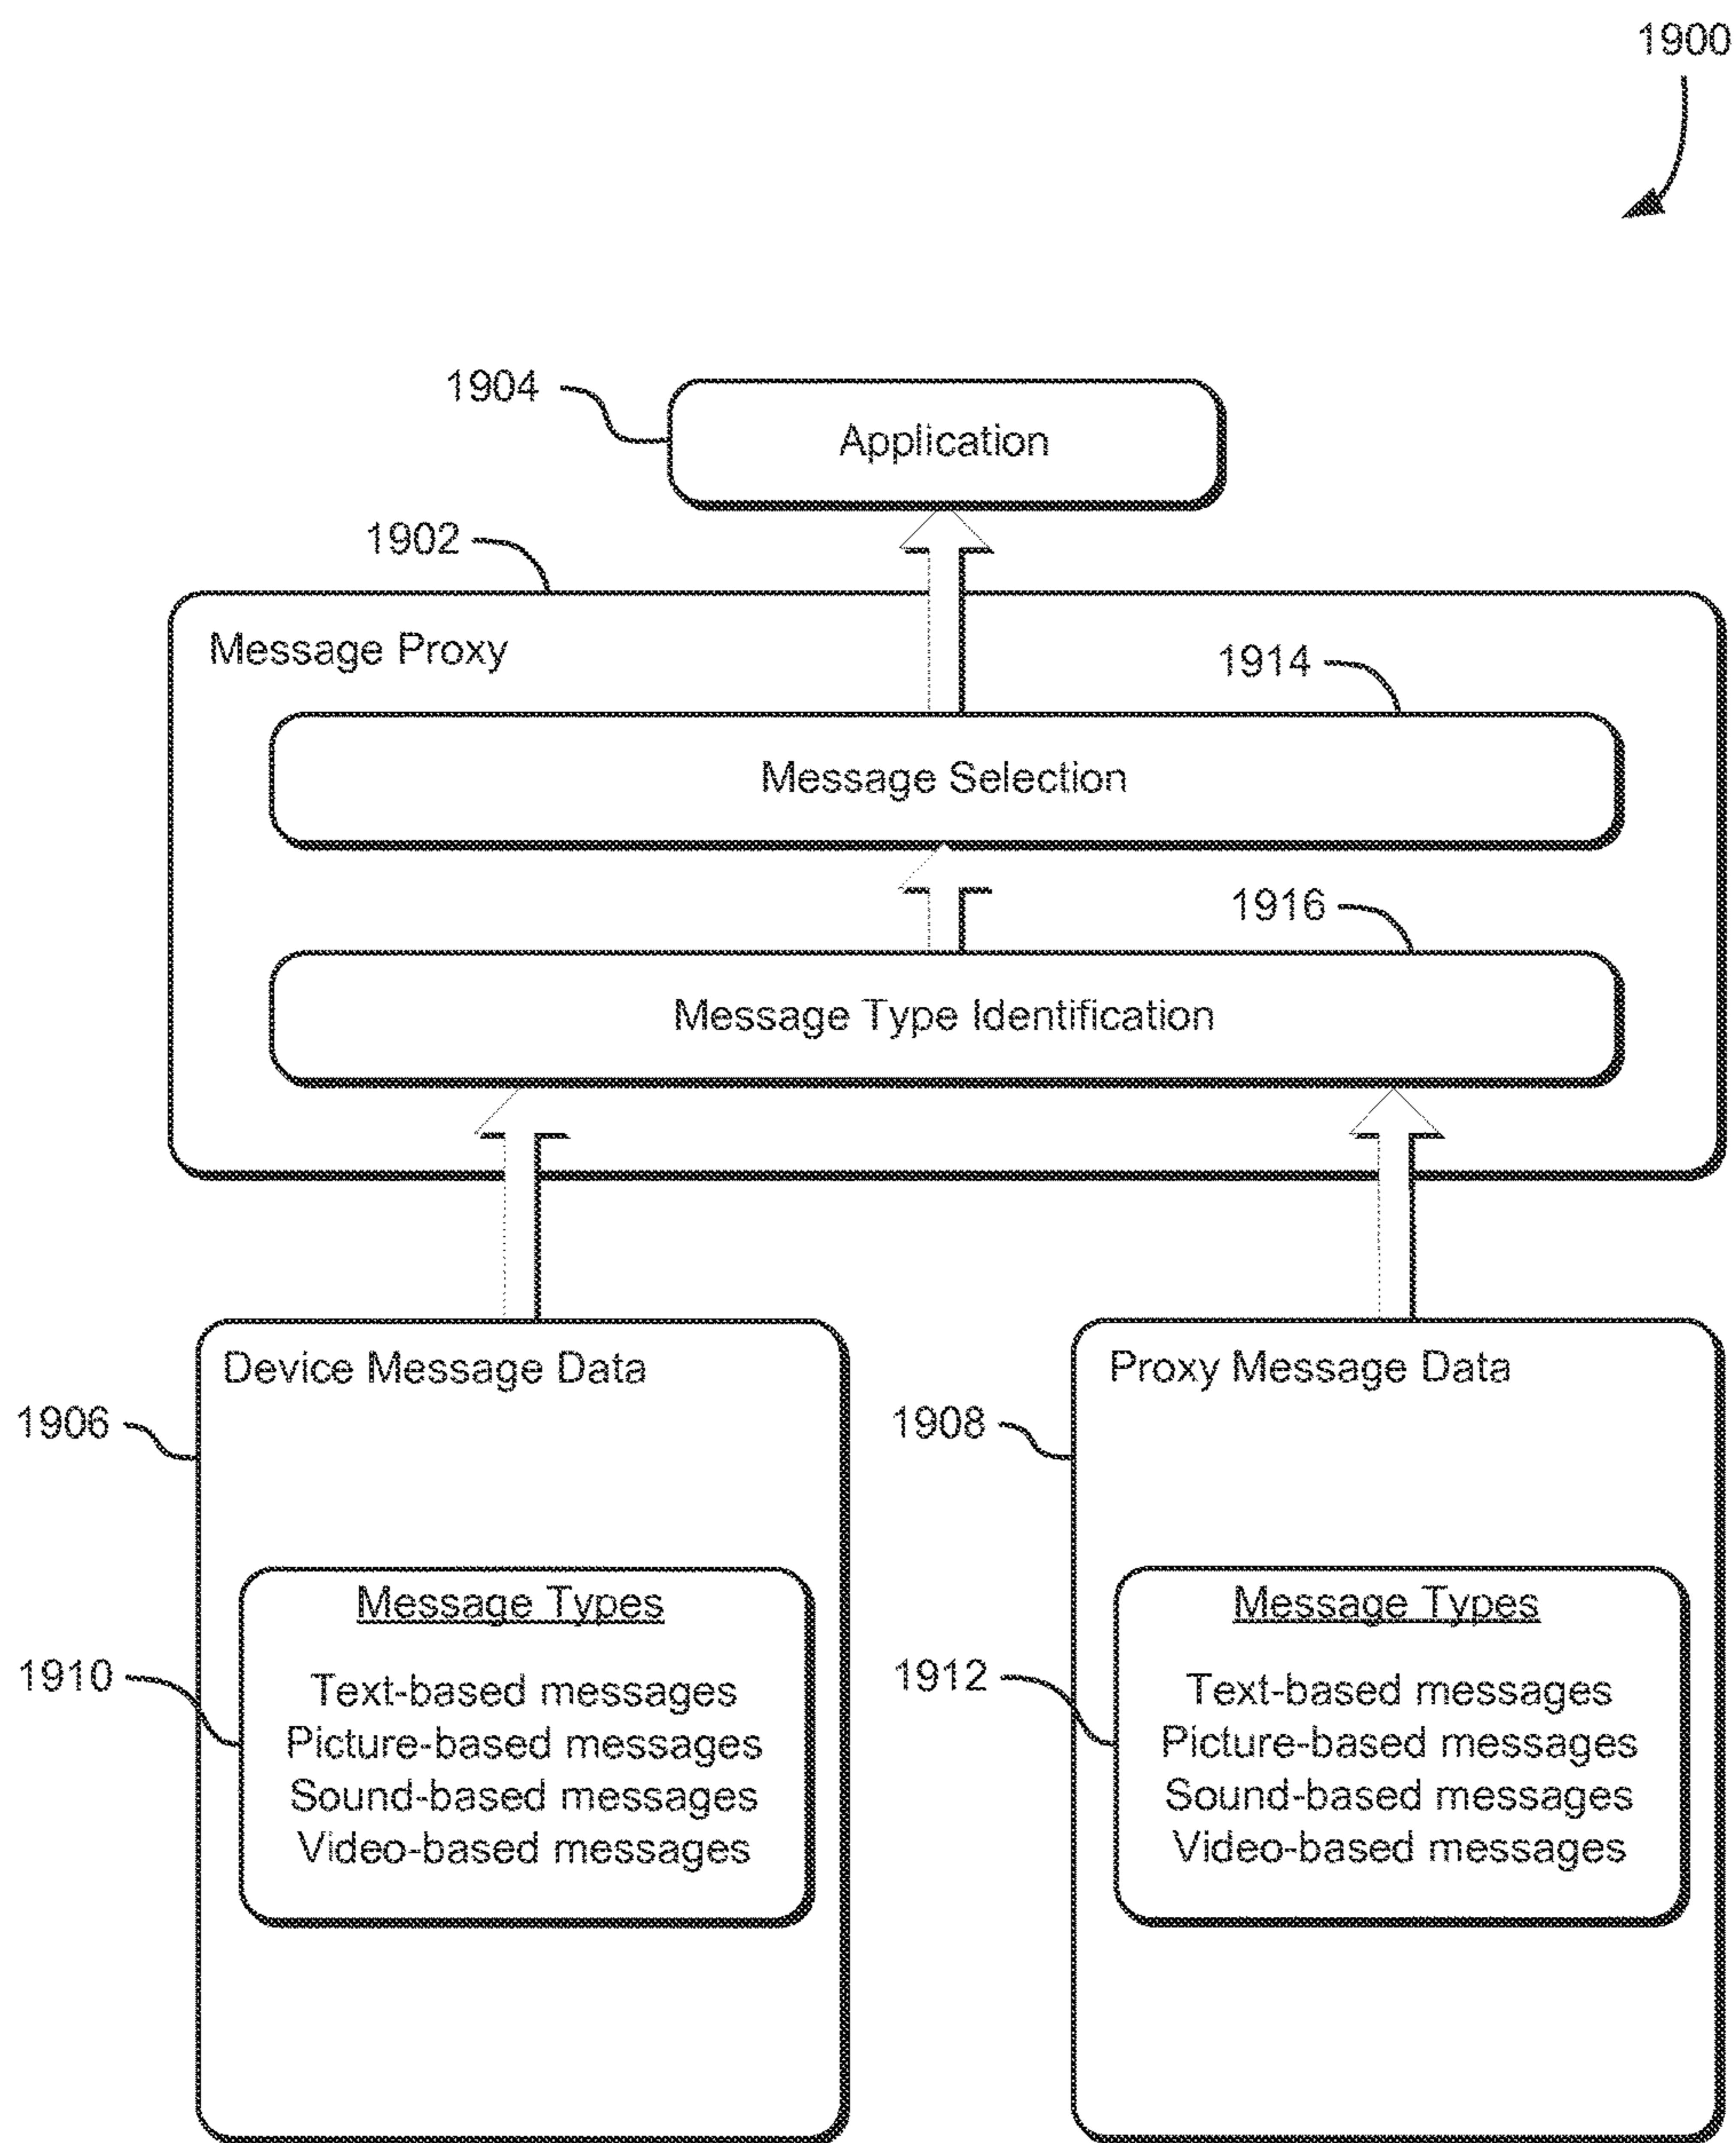 1900
1904
Application
1902
Message Proxy
1914
Message Selection
1916
Message Type Identification
Device Message Data
1906
Message Types
1910
Text-based messages
Picture-based messages
Sound-based messages
Video-based messages
Proxy Message Data
1908
Message Types
1912
Text-based messages
Picture-based messages
Sound-based messages
Video-based messages